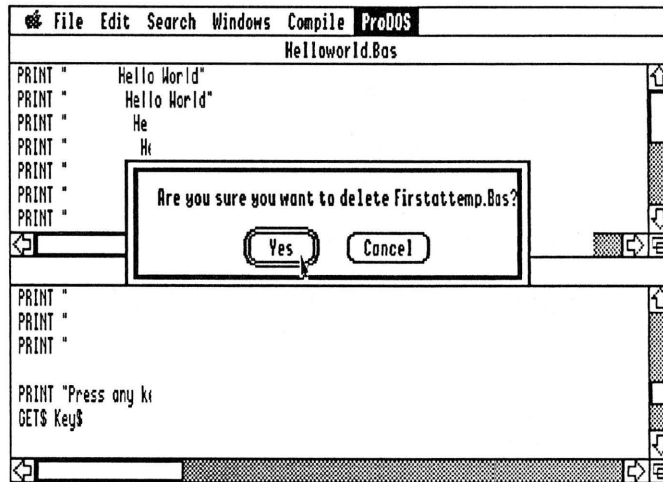 File Edit Search Windows Compile ProDOS
Helloworld.Bas
PRINT " Hello World"
PRINT " Hello World"
PRINT " He
PRINT "
PRINT "
PRINT "
PRINT "
Are you sure you want to delete Firstattemp.Bas?
Yes Cancel
PRINT "
PRINT "
PRINT "
PRINT "Press any
GET$ Key$